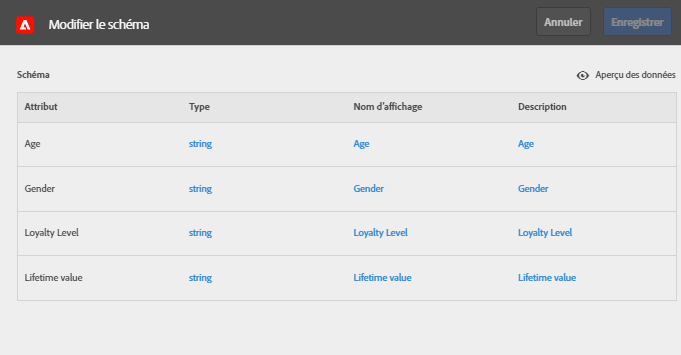 Modifier le schéma Annuler Enregistrer
Schéma Aperçu des données
Attribut Type Nom d'affichage Description
Age string Age Age
Gender string Gender Gender
Loyalty Level string Loyalty Level Loyalty Level
Lifetime value string Lifetime value Lifetime value